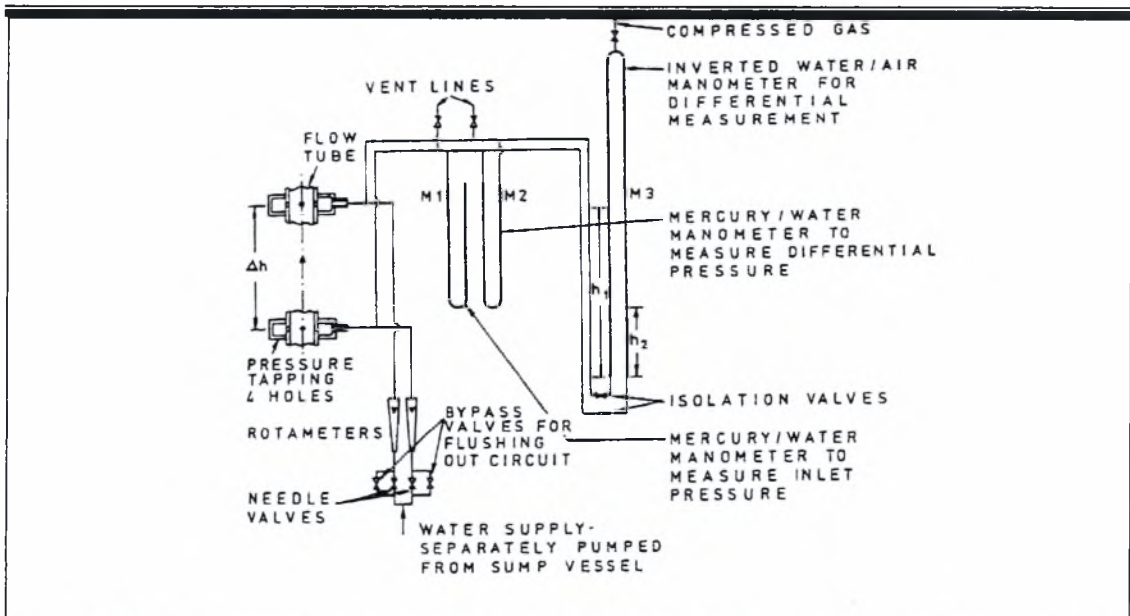 COMPRESSED GAS
INVERTED WATER/AIR
MANOMETER FOR
DIFFERENTIAL
MEASUREMENT
VENT LINES
FLOW
TUBE
M1
M2
M3
MERCURY/WATER
MANOMETER TO
MEASURE DIFFERENTIAL
PRESSURE
Δh
h1
h2
PRESSURE
TAPPING
4 HOLES
ISOLATION VALVES
ROTAMETERS
BYPASS
VALVES FOR
FLUSHING
OUT CIRCUIT
MERCURY/WATER
MANOMETER TO
MEASURE INLET
PRESSURE
NEEDLE
VALVES
WATER SUPPLY-
SEPARATELY PUMPED
FROM SUMP VESSEL